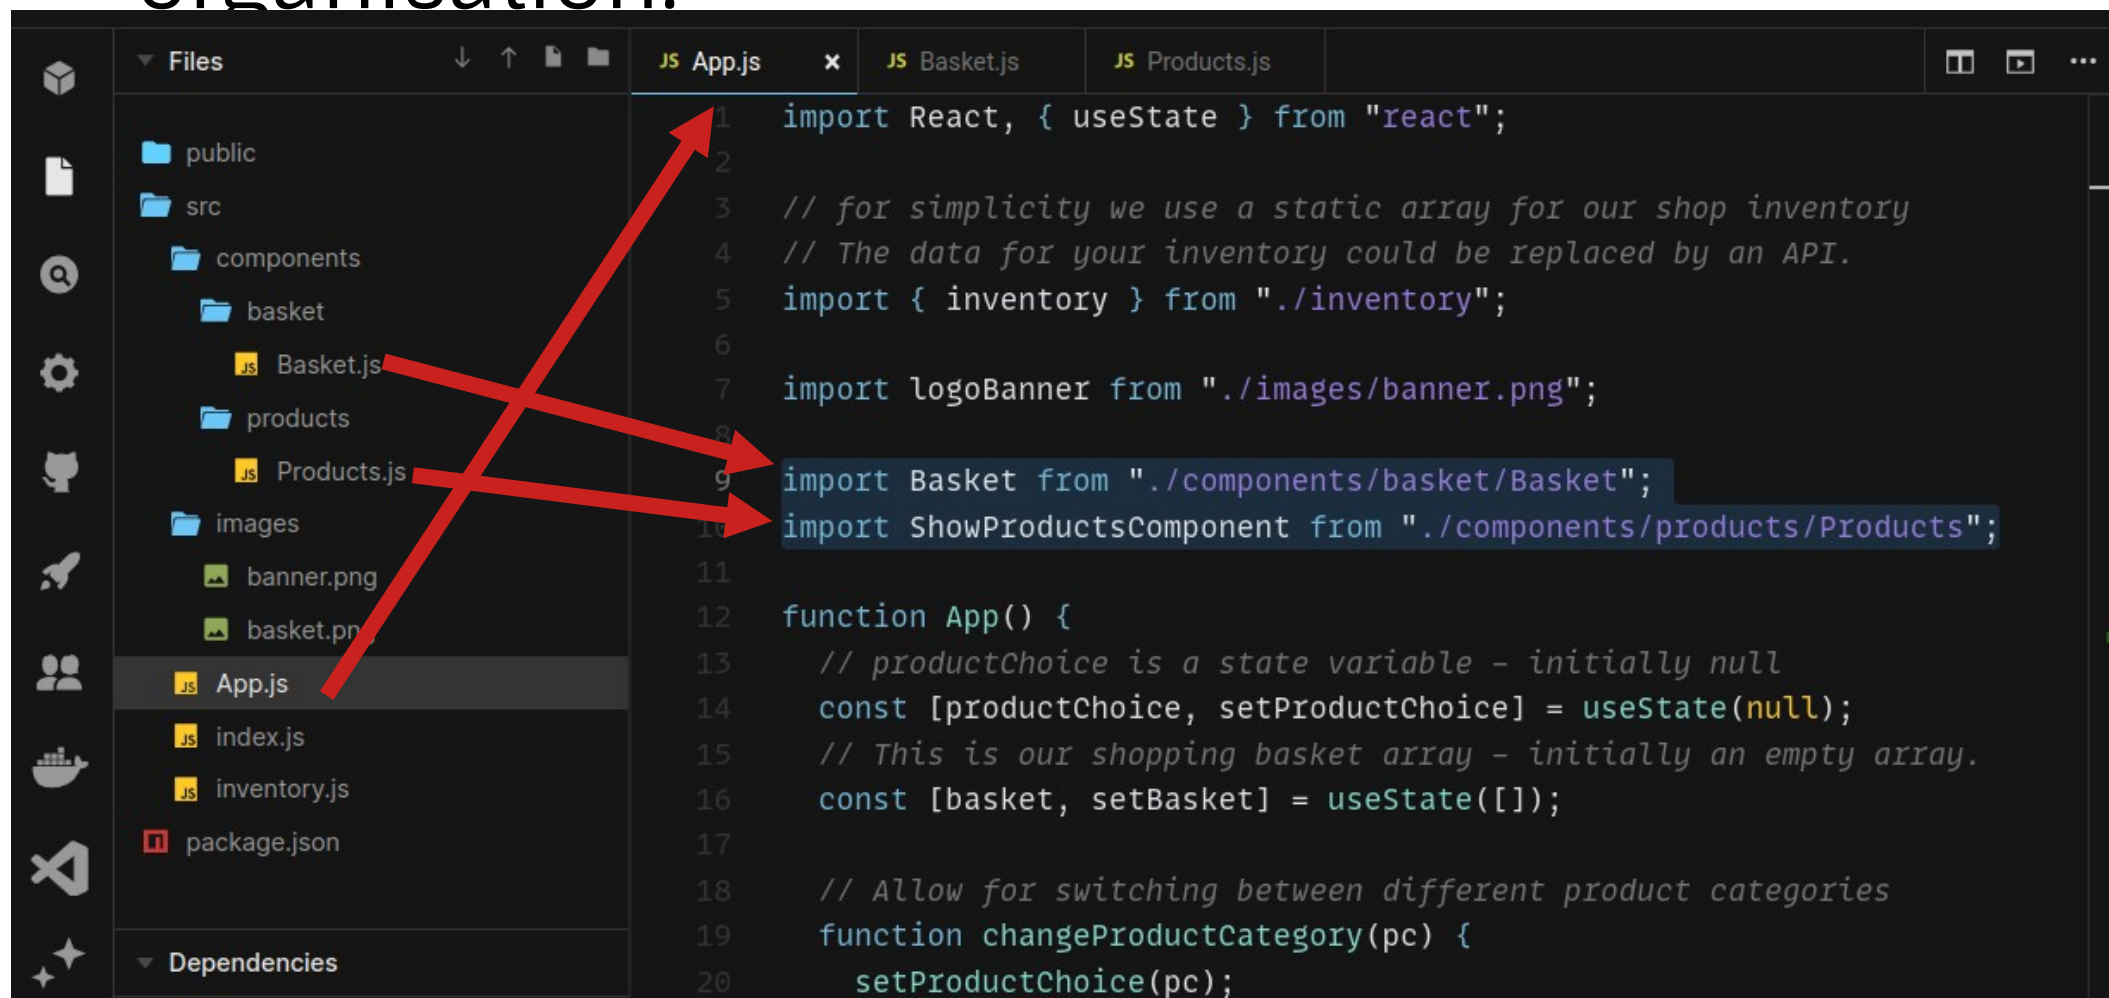 organisation.
Files
public
src
components
basket
Basket.js
products
Products.js
images
banner.png
basket.png
App.js
index.js
inventory.js
package.json
Dependencies
JS App.js × JS Basket.js JS Products.js
1 import React, { useState } from "react";
2
3 // for simplicity we use a static array for our shop inventory
4 // The data for your inventory could be replaced by an API.
5 import { inventory } from "./inventory";
6
7 import logoBanner from "./images/banner.png";
8
9 import Basket from "./components/basket/Basket";
10 import ShowProductsComponent from "./components/products/Products";
11
12 function App() {
13 // productChoice is a state variable – initially null
14 const [productChoice, setProductChoice] = useState(null);
15 // This is our shopping basket array – initially an empty array.
16 const [basket, setBasket] = useState([]);
17
18 // Allow for switching between different product categories
19 function changeProductCategory(pc) {
20 setProductChoice(pc);